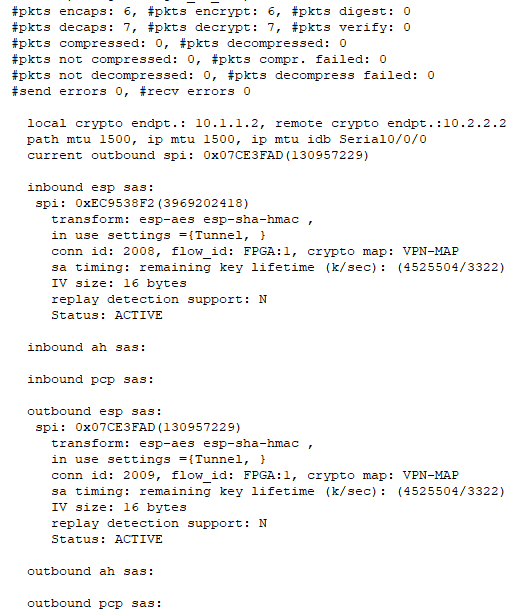 #pkts encaps: 6, #pkts encrypt: 6, #pkts digest: 0
#pkts decaps: 7, #pkts decrypt: 7, #pkts verify: 0
#pkts compressed: 0, #pkts decompressed: 0
#pkts not compressed: 0, #pkts compr. failed: 0
#pkts not decompressed: 0, #pkts decompress failed: 0
#send errors 0, #recv errors 0
local crypto endpt.: 10.1.1.2, remote crypto endpt.:10.2.2.2
path mtu 1500, ip mtu 1500, ip mtu idb Serial0/0/0
current outbound spi: 0x07CE3FAD(130957229)
inbound esp sas:
spi: 0xEC9538F2(3969202418)
transform: esp-aes esp-sha-hmac ,
in use settings ={Tunnel, }
conn id: 2008, flow_id: FPGA:1, crypto map: VPN-MAP
sa timing: remaining key lifetime (k/sec): (4525504/3322)
IV size: 16 bytes
replay detection support: N
Status: ACTIVE
inbound ah sas:
inbound pcp sas:
outbound esp sas:
spi: 0x07CE3FAD(130957229)
transform: esp-aes esp-sha-hmac ,
in use settings ={Tunnel, }
conn id: 2009, flow_id: FPGA:1, crypto map: VPN-MAP
sa timing: remaining key lifetime (k/sec): (4525504/3322)
IV size: 16 bytes
replay detection support: N
Status: ACTIVE
outbound ah sas:
outbound pcp sas: